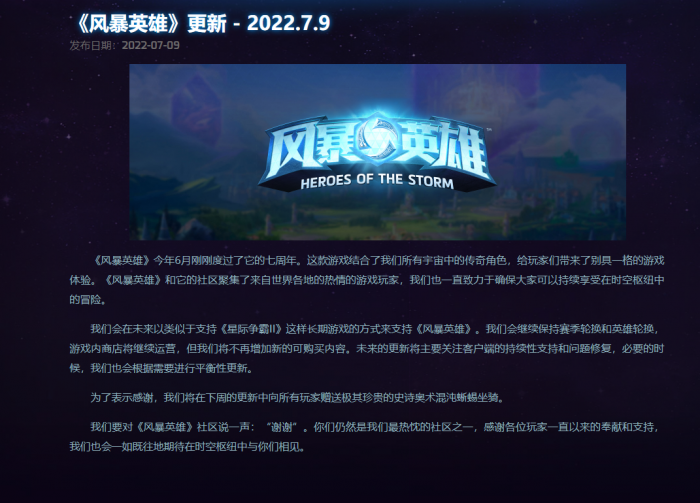 《风暴英雄》更新 - 2022.7.9
发布日期：2022-07-09
风暴英雄
HEROES OF THE STORM
《风暴英雄》今年6月刚刚度过了它的七周年。这款游戏结合了我们所有宇宙中的传奇角色，给玩家们带来了别具一格的游戏
体验。《风暴英雄》和它的社区聚集了来自世界各地的热情的游戏玩家，我们也一直致力于确保大家可以持续享受在时空枢纽中
的冒险。
我们会在未来以类似于支持《星际争霸II》这样长期游戏的方式来支持《风暴英雄》。我们会继续保持赛季轮换和英雄轮换，
游戏内商店将继续运营，但我们将不再增加新的可购买内容。未来的更新将主要关注客户端的持续性支持和问题修复，必要的时
候，我们也会根据需要进行平衡性更新。
为了表示感谢，我们将在下周的更新中向所有玩家赠送极其珍贵的史诗奥术混沌蜥蜴坐骑。
我们要对《风暴英雄》社区说一声：“谢谢”。你们仍然是我们最热忱的社区之一，感谢各位玩家一直以来的奉献和支持，
我们也会一如既往地期待在时空枢纽中与你们相见。